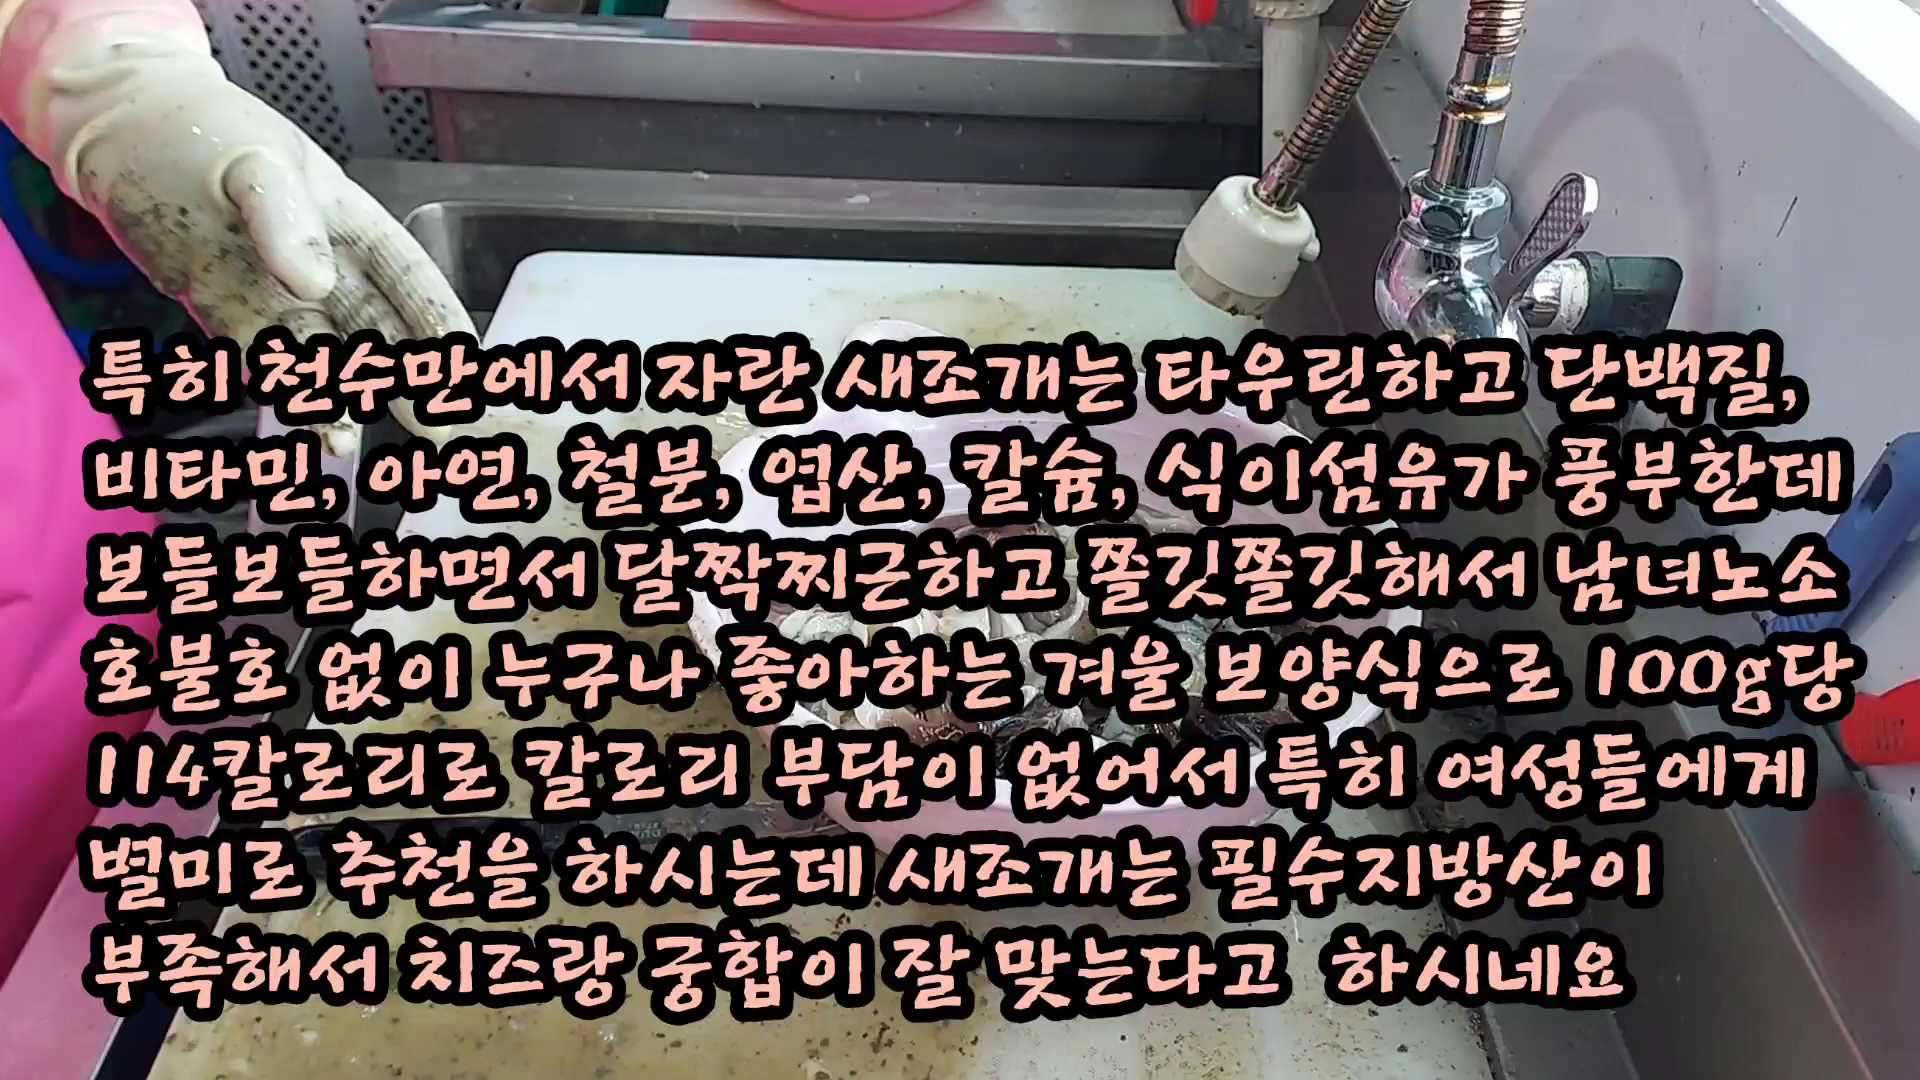 특히 천수만에서 자란 새조개는 타우린하고 단백질,
비타민, 아연, 철분, 엽산, 칼슘, 식이섬유가 풍부한데
보들보들하면서 달짝찌근하고 쫄깃쫄깃해서 남녀노소
호불호 없이 누구나 좋아하는 겨울 보양식으로 100g당
114칼로리로 칼로리 부담이 없어서 특히 여성들에게
별미로 추천을 하시는데 새조개는 필수지방산이
부족해서 치즈랑 궁합이 잘 맞는다고 하시네요